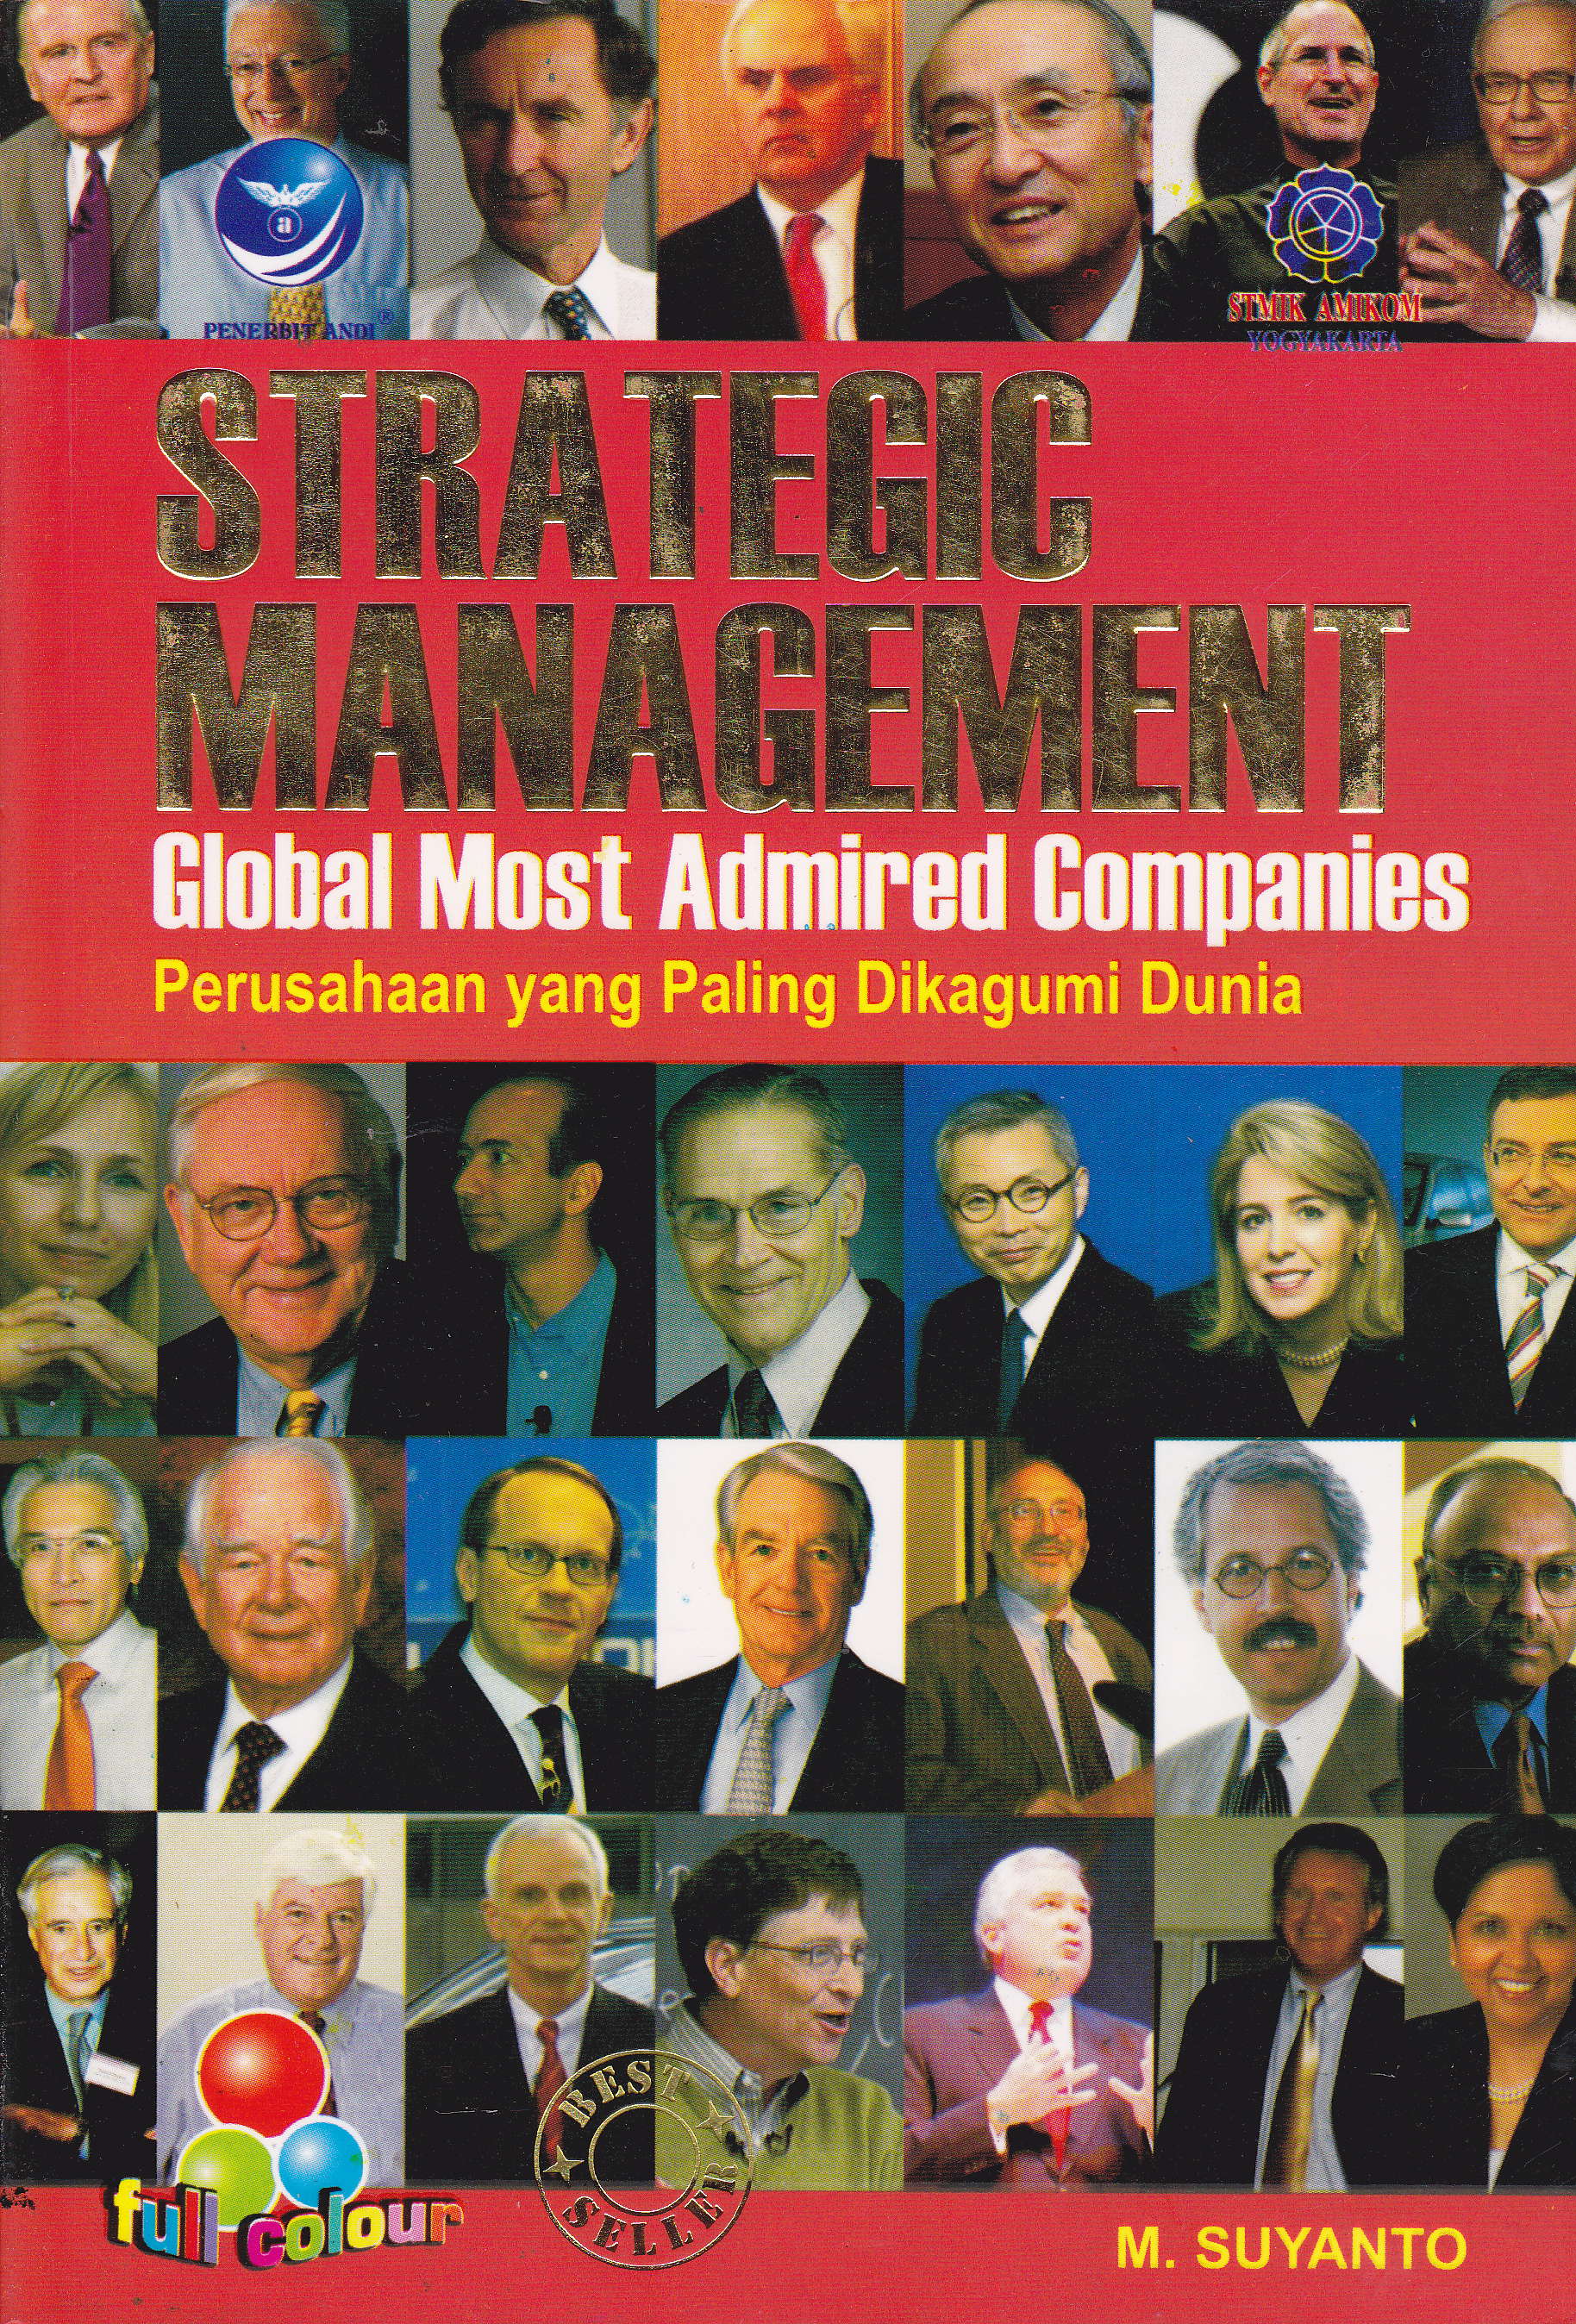 a
PENERBIT ANDI ®
STMIK AMIKOM
YOGYAKARTA
STRATEGIC
MANAGEMENT
Global Most Admired Companies
Perusahaan yang Paling Dikagumi Dunia
full colour
BEST
SELLER
M. SUYANTO